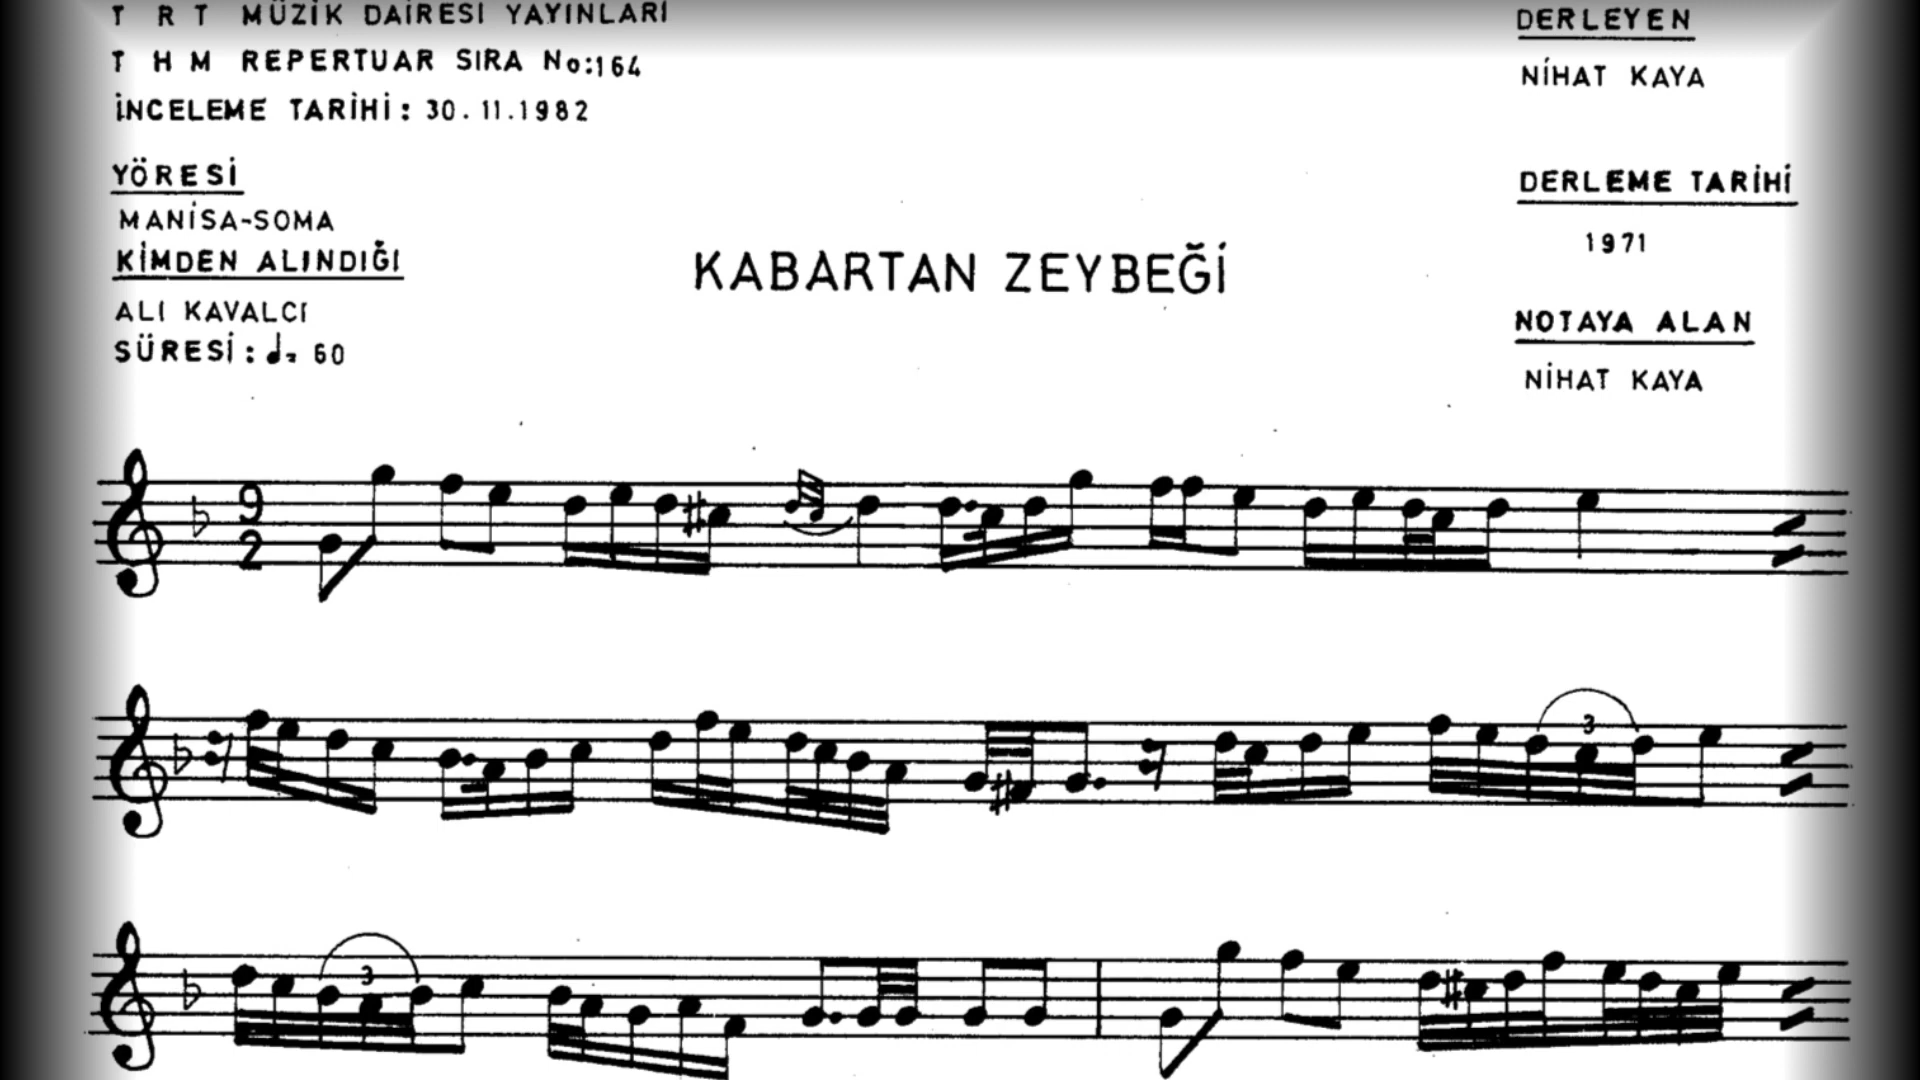 T R T MÜZİK DAİRESİ YAYINLARI
T H M REPERTUAR SIRA No:164
İNCELEME TARİHİ: 30.11.1982
YÖRESİ
MANİSA-SOMA
KİMDEN ALINDIĞI
ALI KAVALCI
SÜRESİ: 60
DERLEYEN
NİHAT KAYA
DERLEME TARİHİ
1971
NOTAYA ALAN
NİHAT KAYA
KABARTAN ZEYBEĞİ
9
2
3
3